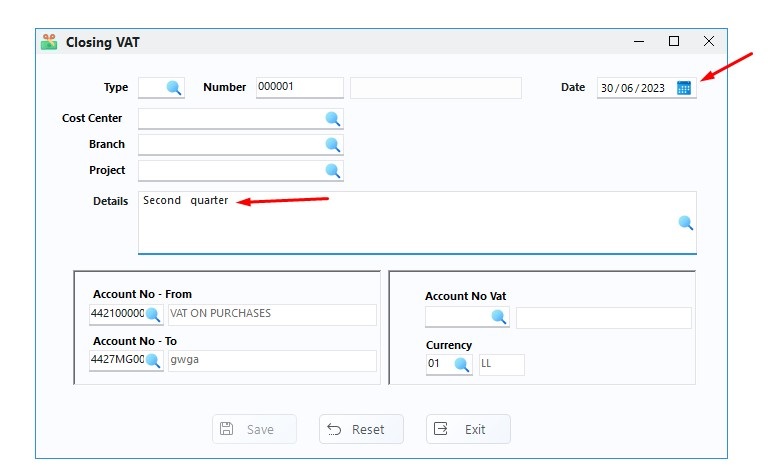 Closing VAT
Type Number 000001 Date 30/06/2023
Cost Center
Branch
Project
Details Second quarter
Account No - From
442100000 VAT ON PURCHASES
Account No - To
4427MG00 gwga
Account No Vat
Currency
01 LL
Save Reset Exit